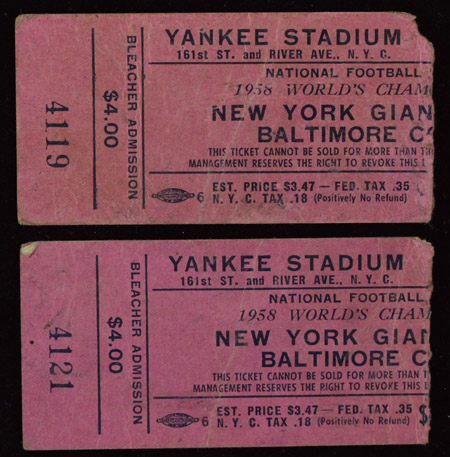 4119
BLEACHER ADMISSION
$4.00
YANKEE STADIUM
161st ST. and RIVER AVE., N. Y. C.
NATIONAL FOOTBALL
1958 WORLD'S CHAM
NEW YORK GIAN
BALTIMORE C
THIS TICKET CANNOT BE SOLD FOR MORE THAN TH
MANAGEMENT RESERVES THE RIGHT TO REVOKE THIS L
6 EST. PRICE $3.47 — FED. TAX .35
N. Y. C. TAX .18 (Positively No Refund)
4121
BLEACHER ADMISSION
$4.00
YANKEE STADIUM
161st ST. and RIVER AVE., N. Y. C.
NATIONAL FOOTBALL
1958 WORLD'S CHAM
NEW YORK GIAN
BALTIMORE C
THIS TICKET CANNOT BE SOLD FOR MORE THAN T
MANAGEMENT RESERVES THE RIGHT TO REVOKE THIS L
6 EST. PRICE $3.47 — FED. TAX .35 $
N. Y. C. TAX .18 (Positively No Refund)